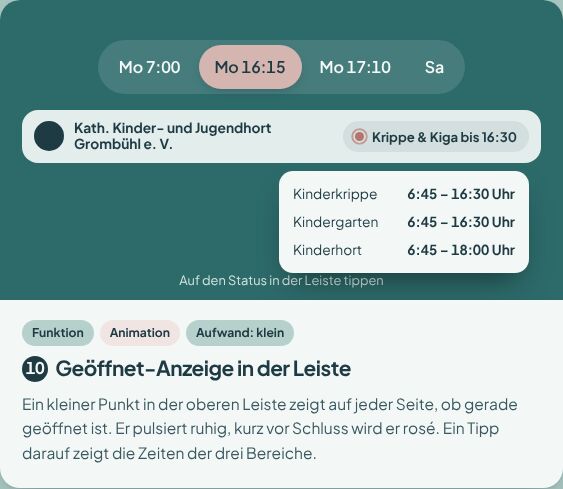 Mo 7:00 Mo 16:15 Mo 17:10 Sa
Kath. Kinder- und Jugendhort
Grombühl e. V.
Krippe & Kiga bis 16:30
Kinderkrippe 6:45 – 16:30 Uhr
Kindergarten 6:45 – 16:30 Uhr
Kinderhort 6:45 – 18:00 Uhr
Auf den Status in der Leiste tippen
Funktion Animation Aufwand: klein
10 Geöffnet-Anzeige in der Leiste
Ein kleiner Punkt in der oberen Leiste zeigt auf jeder Seite, ob gerade
geöffnet ist. Er pulsiert ruhig, kurz vor Schluss wird er rosé. Ein Tipp
darauf zeigt die Zeiten der drei Bereiche.